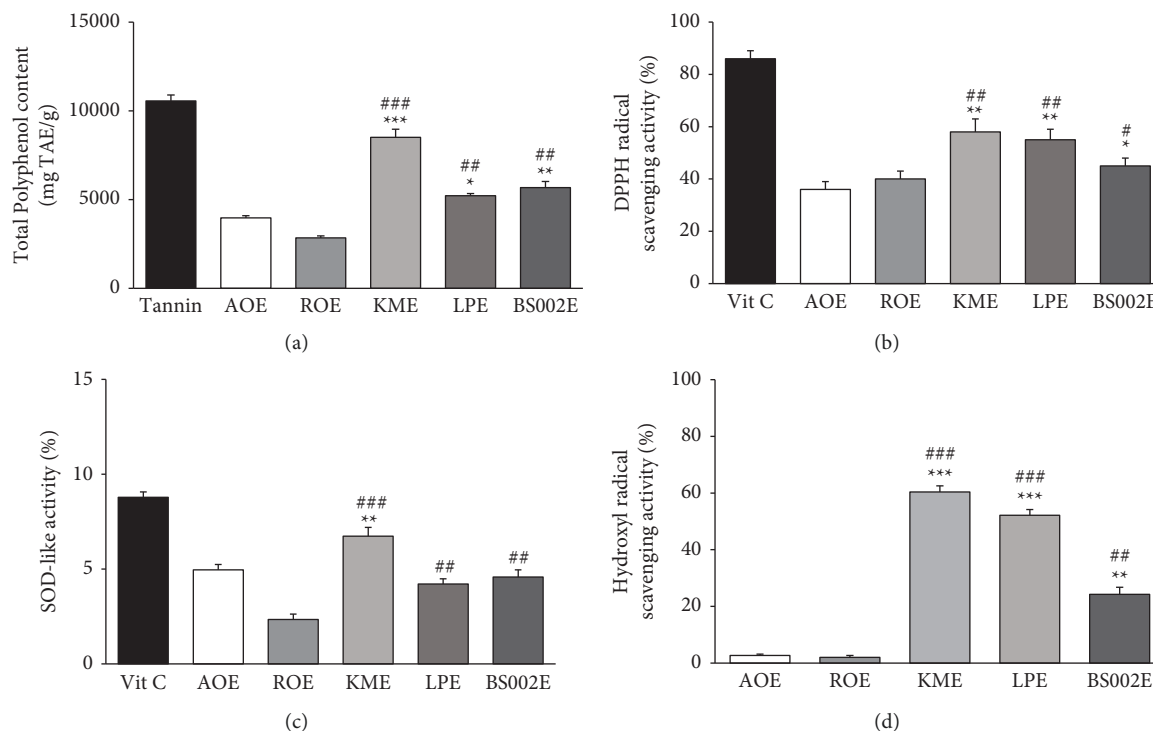 15000
10000
5000
0
Total Polyphenol content
(mg TAE/g)
###
***
##
*
##
**
Tannin AOE ROE KME LPE BS002E
(a)
100
80
60
40
20
0
DPPH radical
scavenging activity (%)
##
**
##
**
#
*
Vit C AOE ROE KME LPE BS002E
(b)
15
10
5
0
SOD-like activity (%)
###
**
##
##
Vit C AOE ROE KME LPE BS002E
(c)
100
80
60
40
20
0
Hydroxyl radical
scavenging activity (%)
###
***
###
***
##
**
AOE ROE KME LPE BS002E
(d)